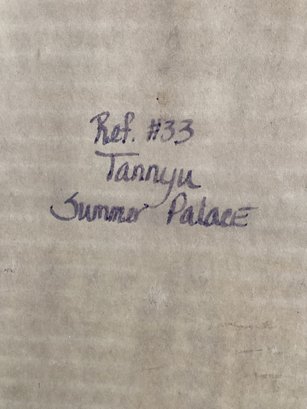 Ref. #33
Tannyu
Summer Palace